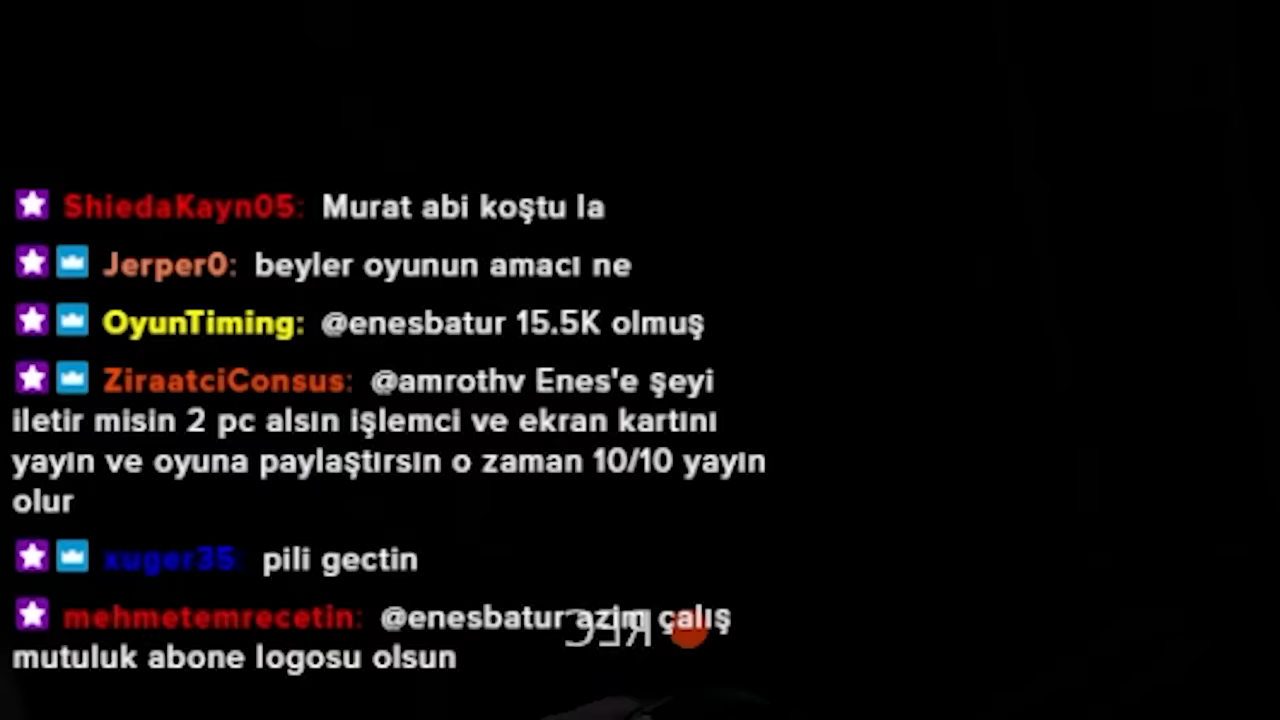 ShiedaKayn05: Murat abi koştu la
Jerper0: beyler oyunun amacı ne
OyunTiming: @enesbatur 15.5K olmuş
ZiraatciConsus: @amrothv Enes'e şeyi
iletir misin 2 pc alsın işlemci ve ekran kartını
yayın ve oyuna paylaştırsın o zaman 10/10 yayın
olur
xuger35: pili gectin
mehmetemrecetin: @enesbatur azim çalış
REC
mutuluk abone logosu olsun